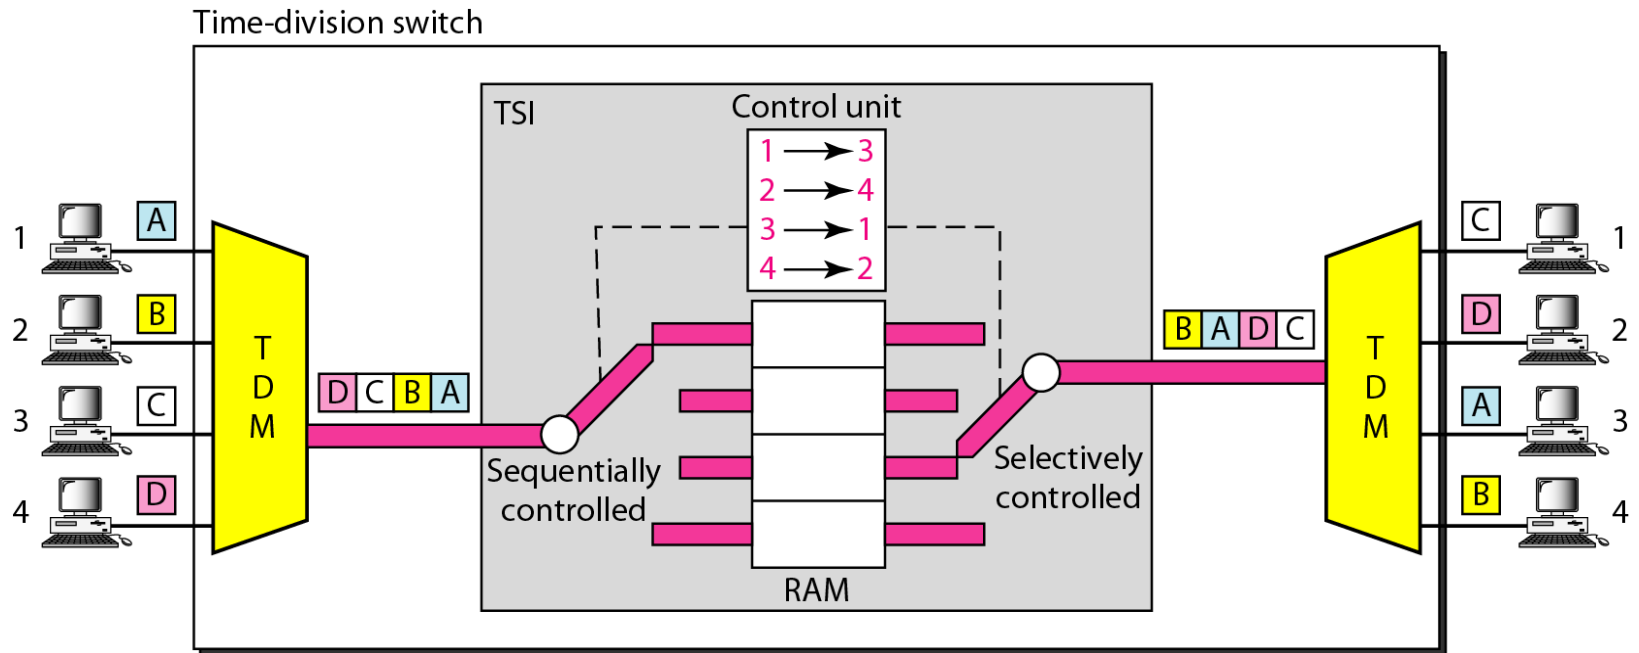 Time-division switch
TSI
Control unit
1 → 3
2 → 4
3 → 1
4 → 2
1 A
2 B
3 C
4 D
T
D
M
D C B A
Sequentially
controlled
RAM
Selectively
controlled
B A D C
T
D
M
C 1
D 2
A 3
B 4